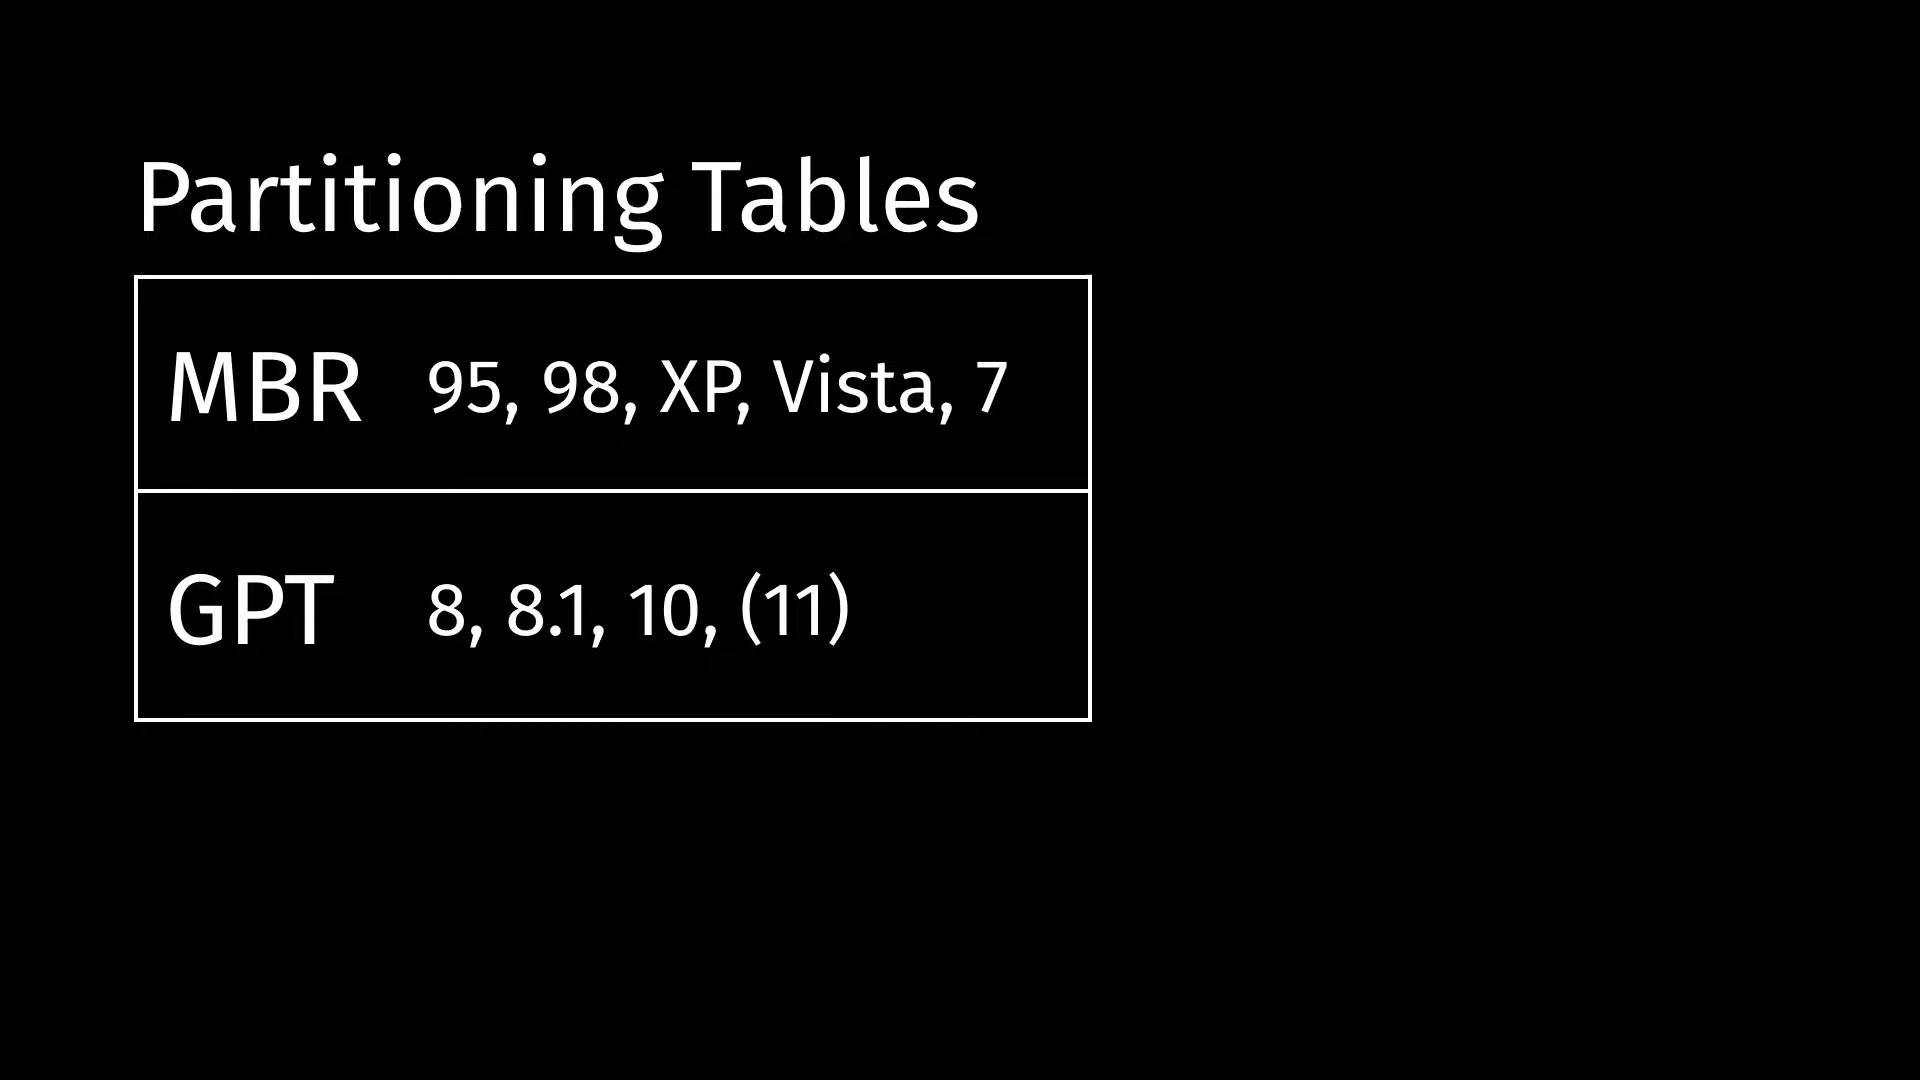 Partitioning Tables
MBR 95, 98, XP, Vista, 7
GPT 8, 8.1, 10, (11)